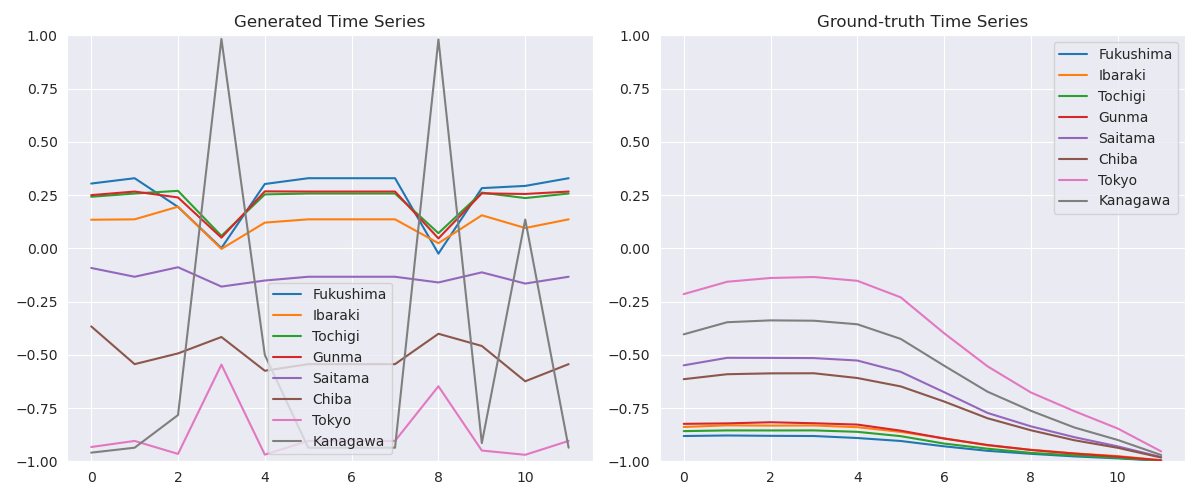 Generated Time Series
1.00
0.75
0.50
0.25
0.00
−0.25
−0.50
−0.75
−1.00
0 2 4 6 8 10
Fukushima
Ibaraki
Tochigi
Gunma
Saitama
Chiba
Tokyo
Kanagawa
Ground-truth Time Series
1.00
0.75
0.50
0.25
0.00
−0.25
−0.50
−0.75
−1.00
0 2 4 6 8 10
Fukushima
Ibaraki
Tochigi
Gunma
Saitama
Chiba
Tokyo
Kanagawa